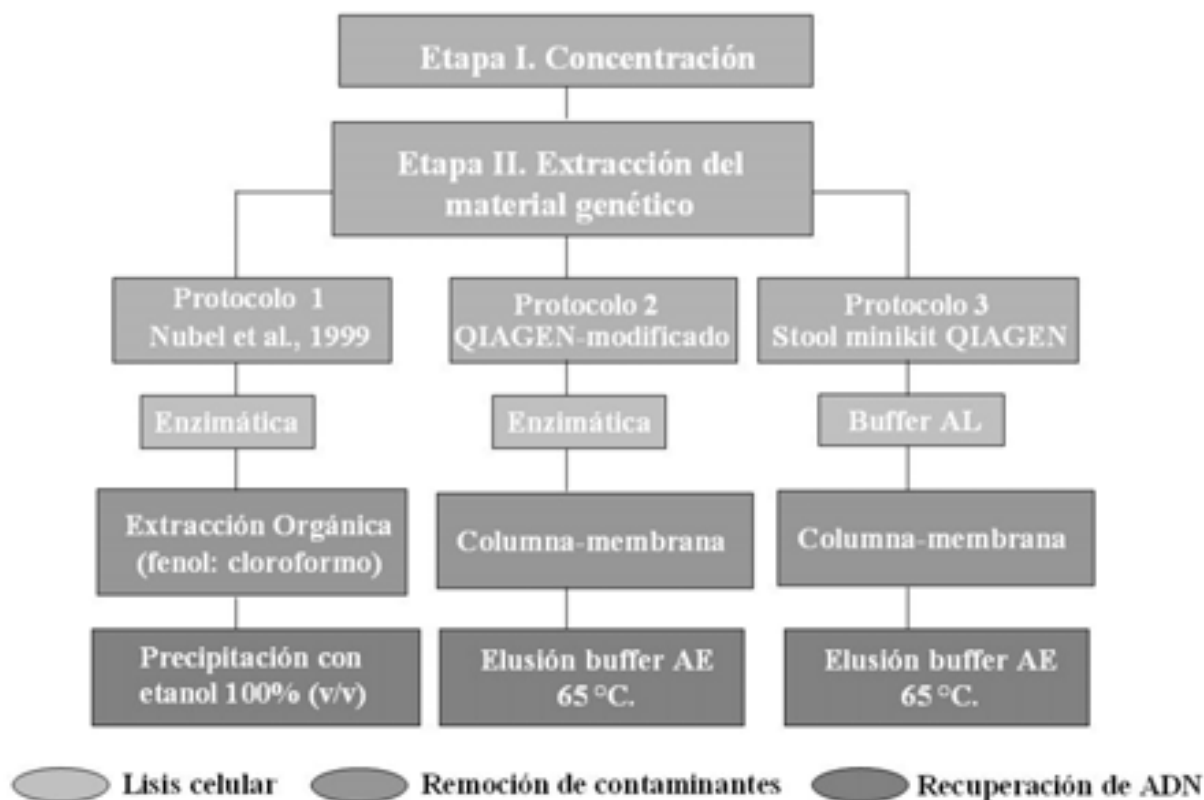 Etapa I. Concentración
Etapa II. Extracción del
material genético
Protocolo 1
Nubel et al., 1999
Protocolo 2
QIAGEN-modificado
Protocolo 3
Stool minikit QIAGEN
Enzimática
Enzimática
Buffer AL
Extracción Orgánica
(fenol: cloroformo)
Columna-membrana
Columna-membrana
Precipitación con
etanol 100% (v/v)
Elusión buffer AE
65 °C.
Elusión buffer AE
65 °C.
Lisis celular
Remoción de contaminantes
Recuperación de ADN